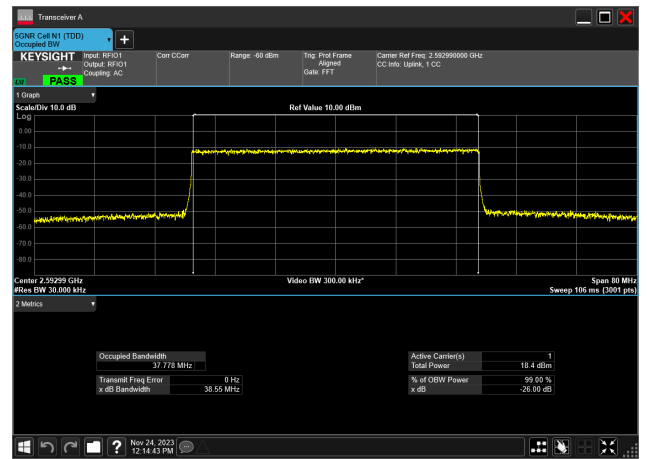 Transceiver A
5GNR Cell N1 (TDD)
Occupied BW
KEYSIGHT
LW PASS
Input: RFIO1
Output: RFIO1
Coupling: AC
Corr CCorr
Range: -60 dBm
Trig: Prot Frame
Aligned
Gate: FFT
Carrier Ref Freq: 2.592990000 GHz
CC Info: Uplink, 1 CC
1 Graph
Scale/Div 10.0 dB
Ref Value 10.00 dBm
Log
0.00
-10.0
-20.0
-30.0
-40.0
-50.0
-60.0
-70.0
-80.0
Center 2.59299 GHz
#Res BW 30.000 kHz
Video BW 300.00 kHz*
Span 80 MHz
Sweep 106 ms (3001 pts)
2 Metrics
Occupied Bandwidth
37.778 MHz
Transmit Freq Error 0 Hz
x dB Bandwidth 38.55 MHz
Active Carrier(s) 1
Total Power 18.4 dBm
% of OBW Power 99.00 %
x dB -26.00 dB
Nov 24, 2023
12:14:43 PM